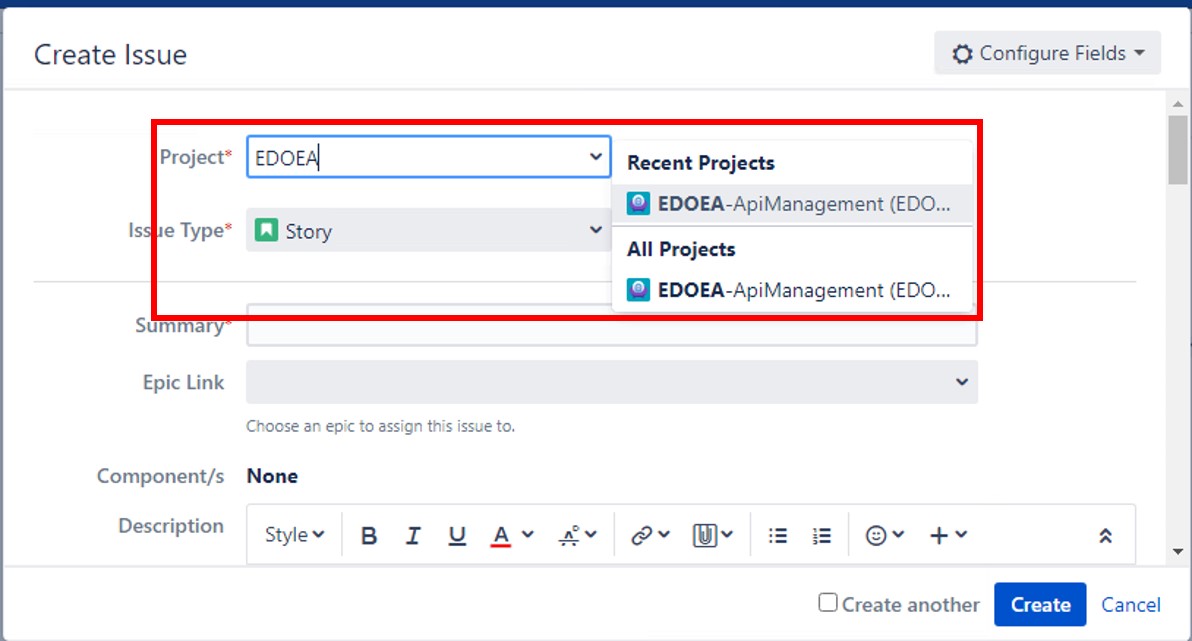 Create Issue
Configure Fields
Project*
EDOEA
Recent Projects
EDOEA-ApiManagement (EDO...
Issue Type*
Story
All Projects
EDOEA-ApiManagement (EDO...
Summary*
Epic Link
Choose an epic to assign this issue to.
Component/s
None
Description
Style
B I U A
Create another
Create
Cancel